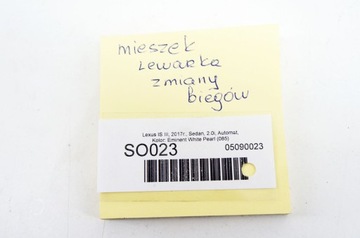 mieszek
lewarka
zmiany
biegów
Lexus IS III, 2017r., Sedan, 2.0i, Automat,
Kolor: Eminent White Pearl (085)
SO023
05090023